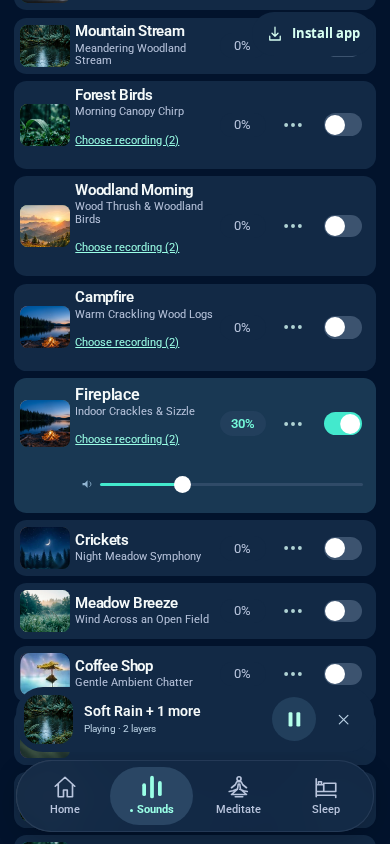 Mountain Stream
Meandering Woodland
Stream
0%
Install app
Forest Birds
Morning Canopy Chirp
Choose recording (2)
0%
Woodland Morning
Wood Thrush & Woodland
Birds
Choose recording (2)
0%
Campfire
Warm Crackling Wood Logs
Choose recording (2)
0%
Fireplace
Indoor Crackles & Sizzle
Choose recording (2)
30%
Crickets
Night Meadow Symphony
0%
Meadow Breeze
Wind Across an Open Field
0%
Coffee Shop
Gentle Ambient Chatter
0%
Soft Rain + 1 more
Playing · 2 layers
Home
• Sounds
Meditate
Sleep